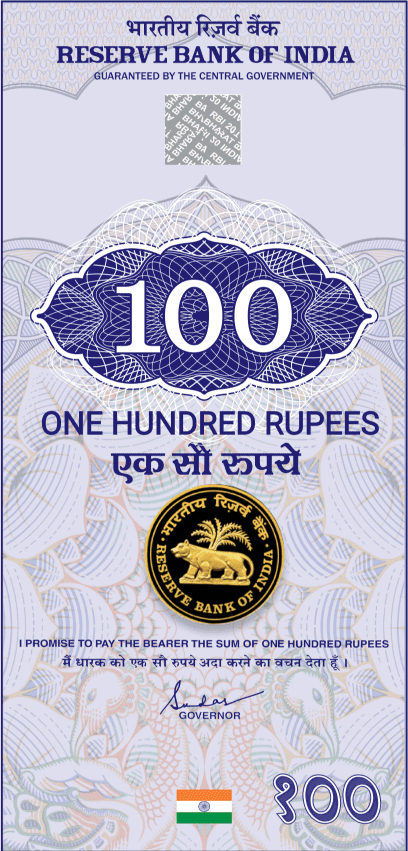 भारतीय रिज़र्व बैंक
RESERVE BANK OF INDIA
GUARANTEED BY THE CENTRAL GOVERNMENT
100
ONE HUNDRED RUPEES
एक सौ रुपये
भारतीय रिज़र्व बैंक
RESERVE BANK OF INDIA
I PROMISE TO PAY THE BEARER THE SUM OF ONE HUNDRED RUPEES
मैं धारक को एक सौ रुपये अदा करने का वचन देता हूँ ।
GOVERNOR
१00